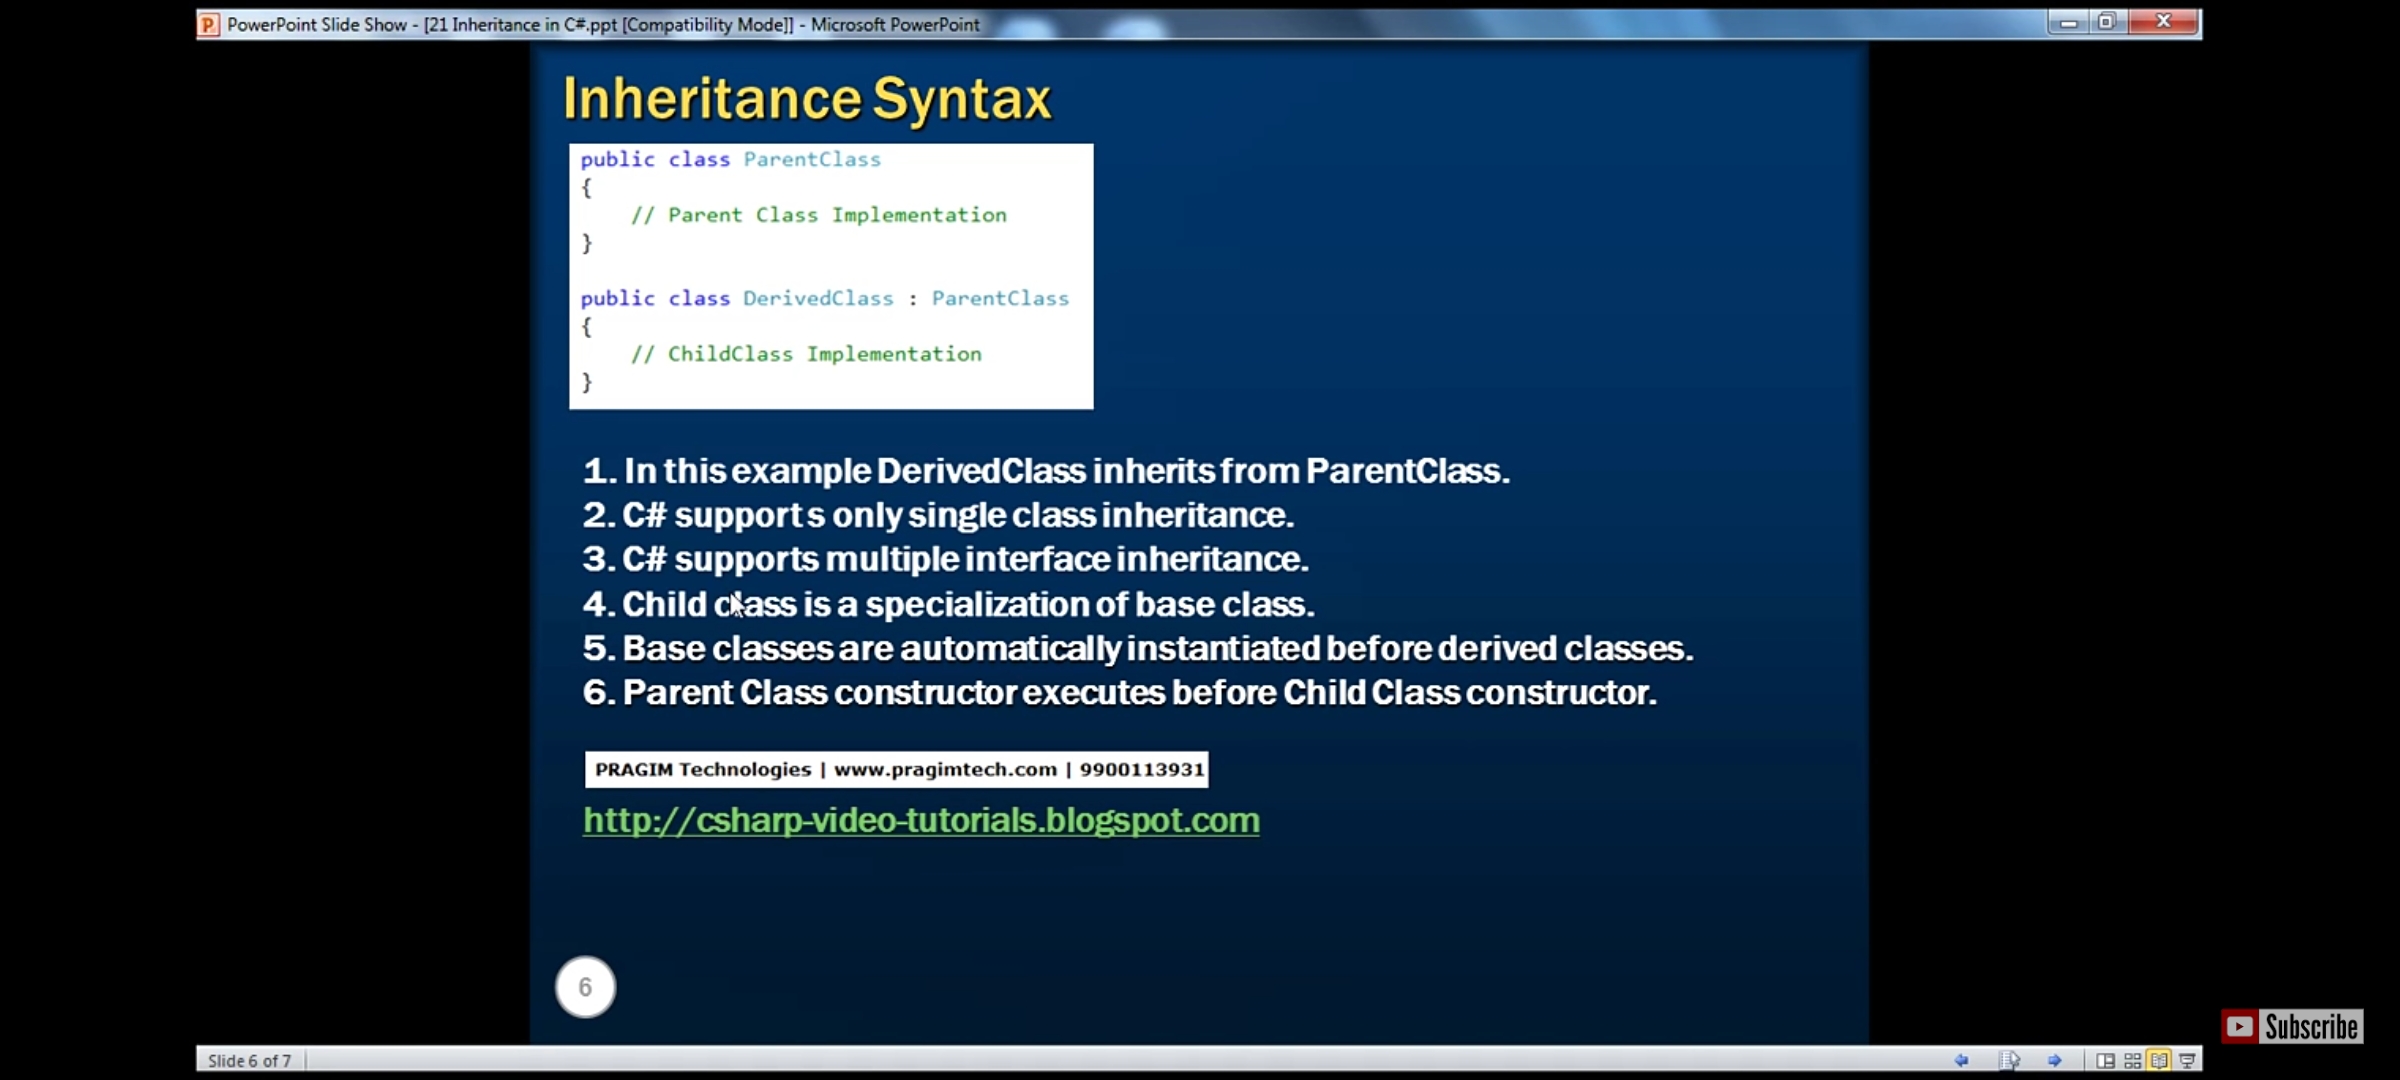 PowerPoint Slide Show - [21 Inheritance in C#.ppt [Compatibility Mode]] - Microsoft PowerPoint
Inheritance Syntax
public class ParentClass
{
// Parent Class Implementation
}
public class DerivedClass : ParentClass
{
// ChildClass Implementation
}
1. In this example DerivedClass inherits from ParentClass.
2. C# supports only single class inheritance.
3. C# supports multiple interface inheritance.
4. Child class is a specialization of base class.
5. Base classes are automatically instantiated before derived classes.
6. Parent Class constructor executes before Child Class constructor.
PRAGIM Technologies | www.pragimtech.com | 9900113931
http://csharp-video-tutorials.blogspot.com
6
Subscribe
Slide 6 of 7